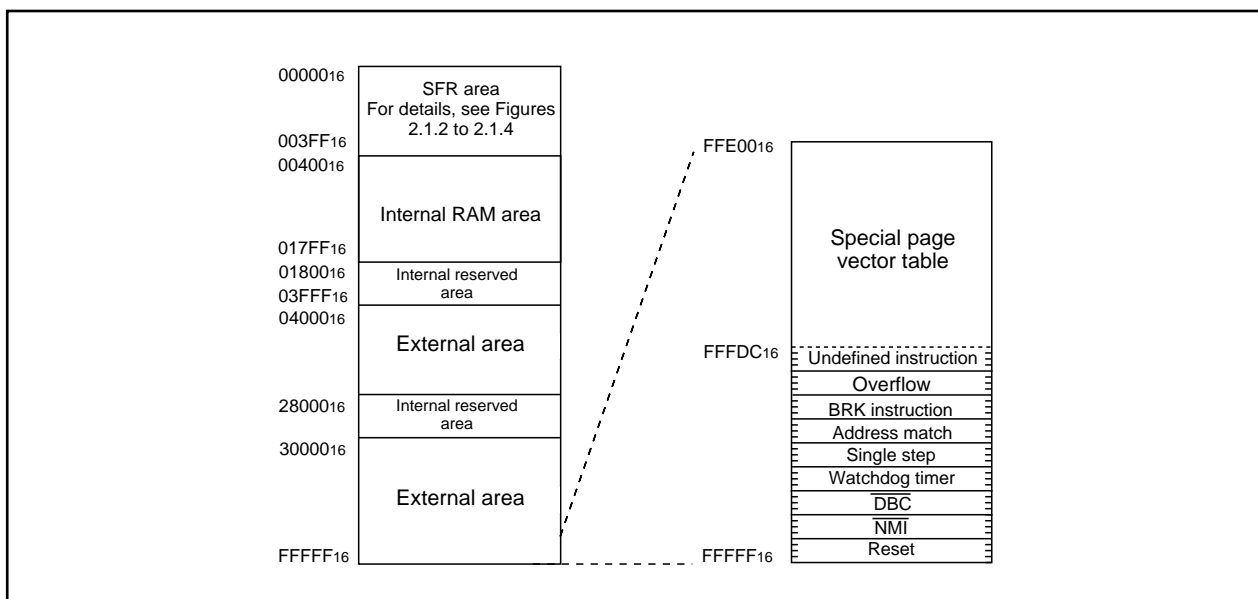 00000₁₆
SFR area
For details, see Figures
2.1.2 to 2.1.4
003FF₁₆
00400₁₆
Internal RAM area
017FF₁₆
01800₁₆
Internal reserved
area
03FFF₁₆
04000₁₆
External area
28000₁₆
Internal reserved
area
30000₁₆
External area
FFFFF₁₆
FFE00₁₆
Special page
vector table
FFFDC₁₆
Undefined instruction
Overflow
BRK instruction
Address match
Single step
Watchdog timer
D̅B̅C̅
N̅M̅I̅
Reset
FFFFF₁₆